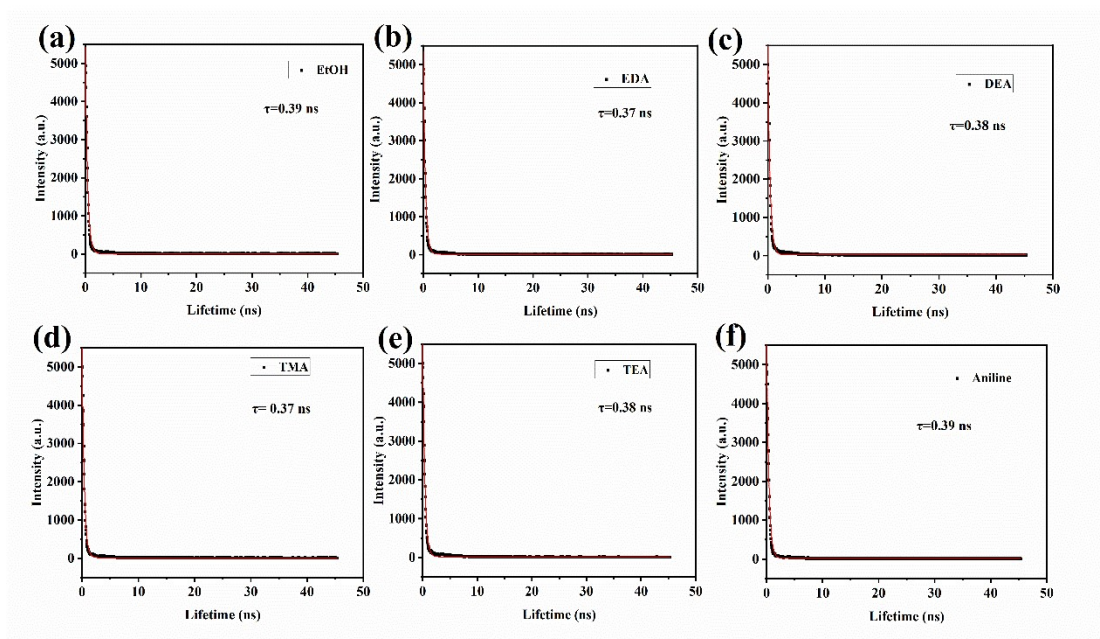 (a)
EtOH
τ=0.39 ns
Intensity (a.u.)
5000
4000
3000
2000
1000
0
0 10 20 30 40 50
Lifetime (ns)
(b)
EDA
τ=0.37 ns
Intensity (a.u.)
5000
4000
3000
2000
1000
0
0 10 20 30 40 50
Lifetime (ns)
(c)
DEA
τ=0.38 ns
Intensity (a.u.)
5000
4000
3000
2000
1000
0
0 10 20 30 40 50
Lifetime (ns)
(d)
TMA
τ= 0.37 ns
Intensity (a.u.)
5000
4000
3000
2000
1000
0
0 10 20 30 40 50
Lifetime (ns)
(e)
TEA
τ=0.38 ns
Intensity (a.u.)
5000
4000
3000
2000
1000
0
0 10 20 30 40 50
Lifetime (ns)
(f)
Aniline
τ=0.39 ns
Intensity (a.u.)
5000
4000
3000
2000
1000
0
0 10 20 30 40 50
Lifetime (ns)